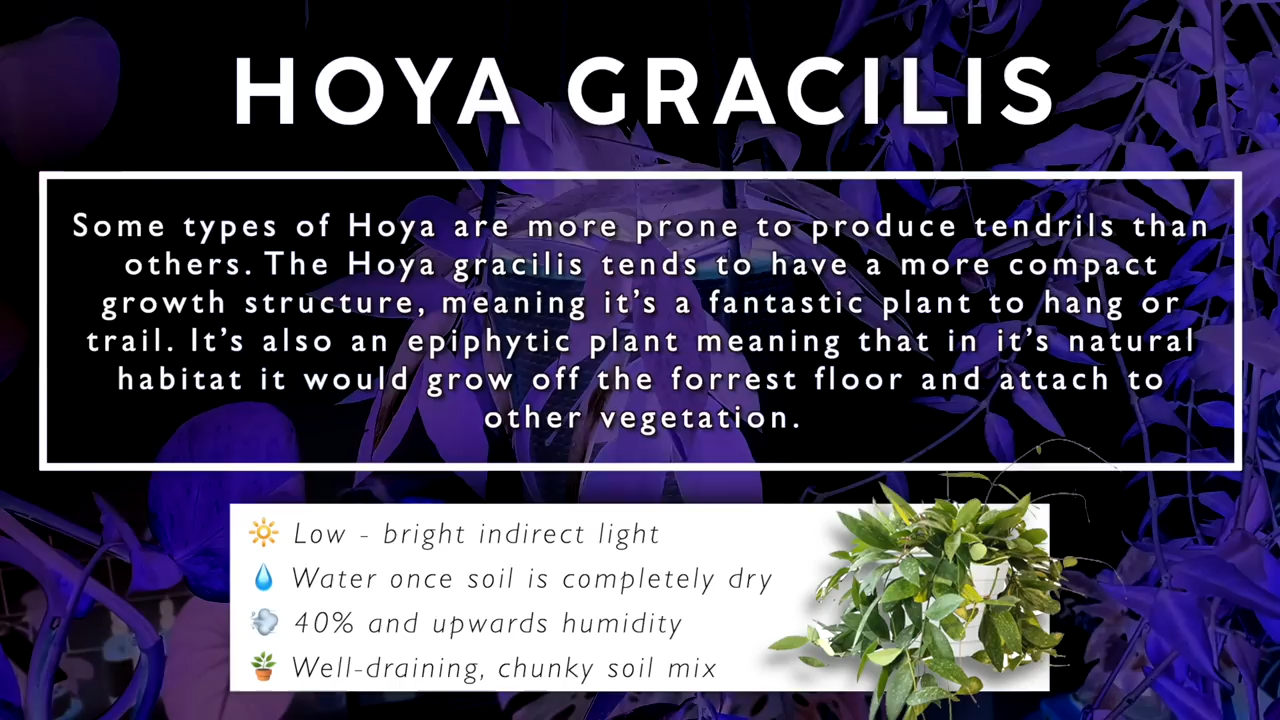 HOYA GRACILIS
Some types of Hoya are more prone to produce tendrils than
others. The Hoya gracilis tends to have a more compact
growth structure, meaning it’s a fantastic plant to hang or
trail. It’s also an epiphytic plant meaning that in it’s natural
habitat it would grow off the forrest floor and attach to
other vegetation.
Low - bright indirect light
Water once soil is completely dry
40% and upwards humidity
Well-draining, chunky soil mix